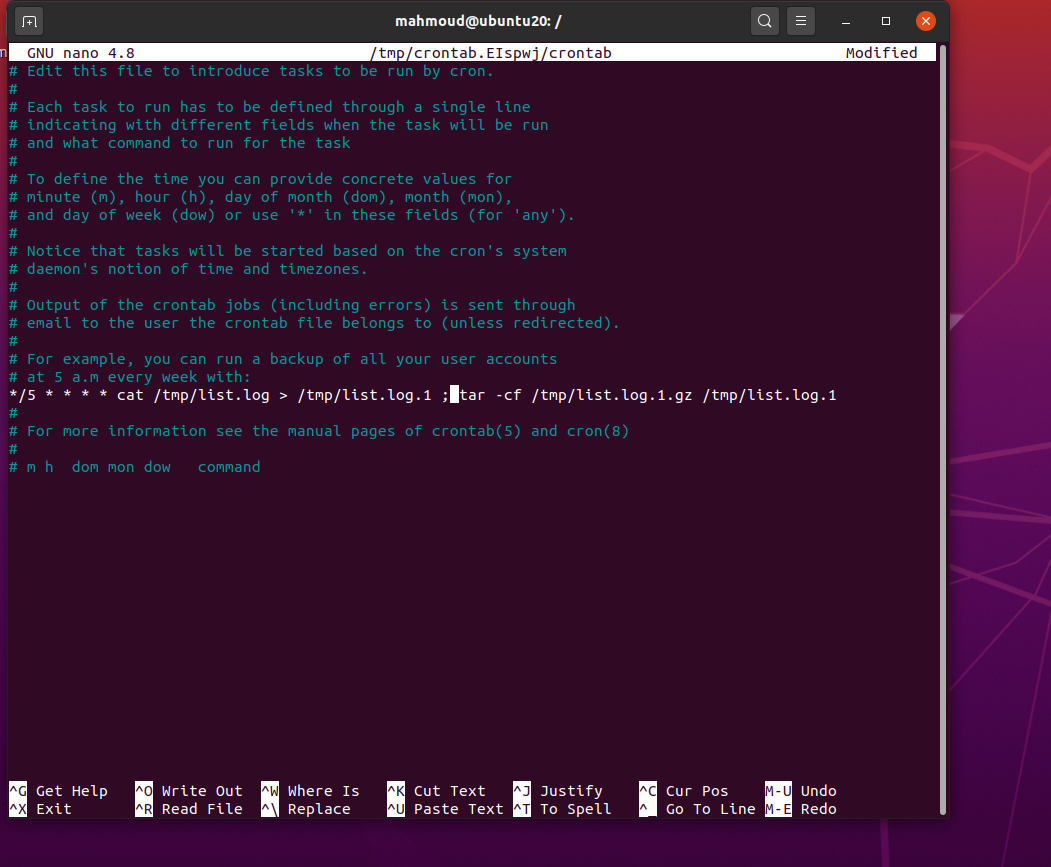 mahmoud@ubuntu20: /
GNU nano 4.8 /tmp/crontab.EIspwj/crontab Modified
# Edit this file to introduce tasks to be run by cron.
#
# Each task to run has to be defined through a single line
# indicating with different fields when the task will be run
# and what command to run for the task
#
# To define the time you can provide concrete values for
# minute (m), hour (h), day of month (dom), month (mon),
# and day of week (dow) or use '*' in these fields (for 'any').
#
# Notice that tasks will be started based on the cron's system
# daemon's notion of time and timezones.
#
# Output of the crontab jobs (including errors) is sent through
# email to the user the crontab file belongs to (unless redirected).
#
# For example, you can run a backup of all your user accounts
# at 5 a.m every week with:
*/5 * * * * cat /tmp/list.log > /tmp/list.log.1 ; tar -cf /tmp/list.log.1.gz /tmp/list.log.1
#
# For more information see the manual pages of crontab(5) and cron(8)
#
# m h  dom mon dow   command
^G Get Help ^O Write Out ^W Where Is ^K Cut Text ^J Justify ^C Cur Pos M-U Undo
^X Exit ^R Read File ^\ Replace ^U Paste Text ^T To Spell ^_ Go To Line M-E Redo